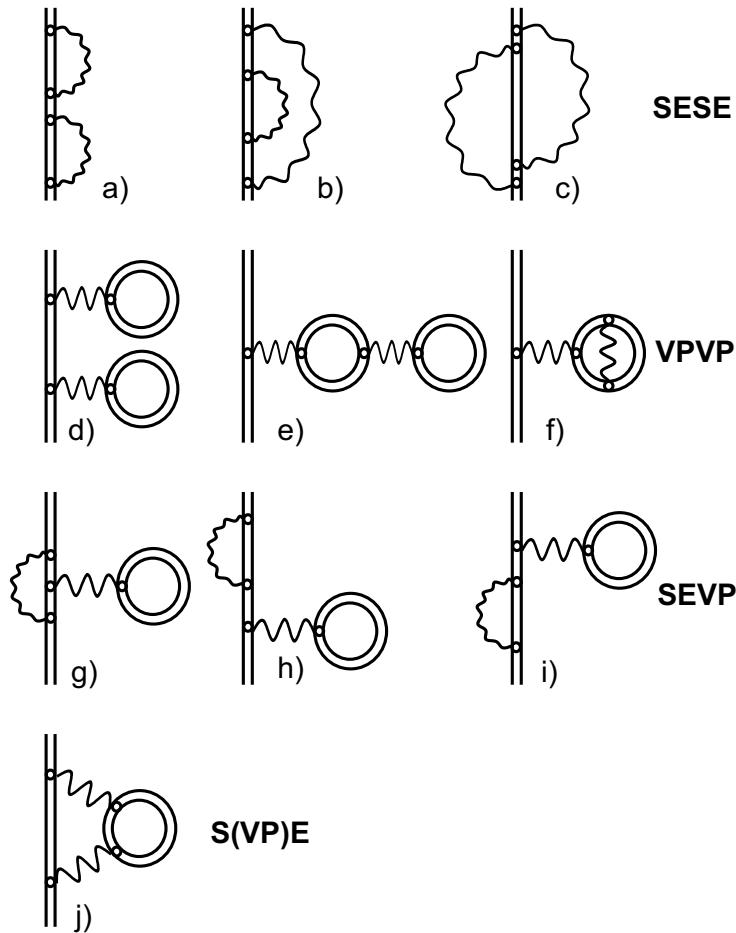 a) b) c) SESE
d) e) f) VPVP
g) h) i) SEVP
j) S(VP)E